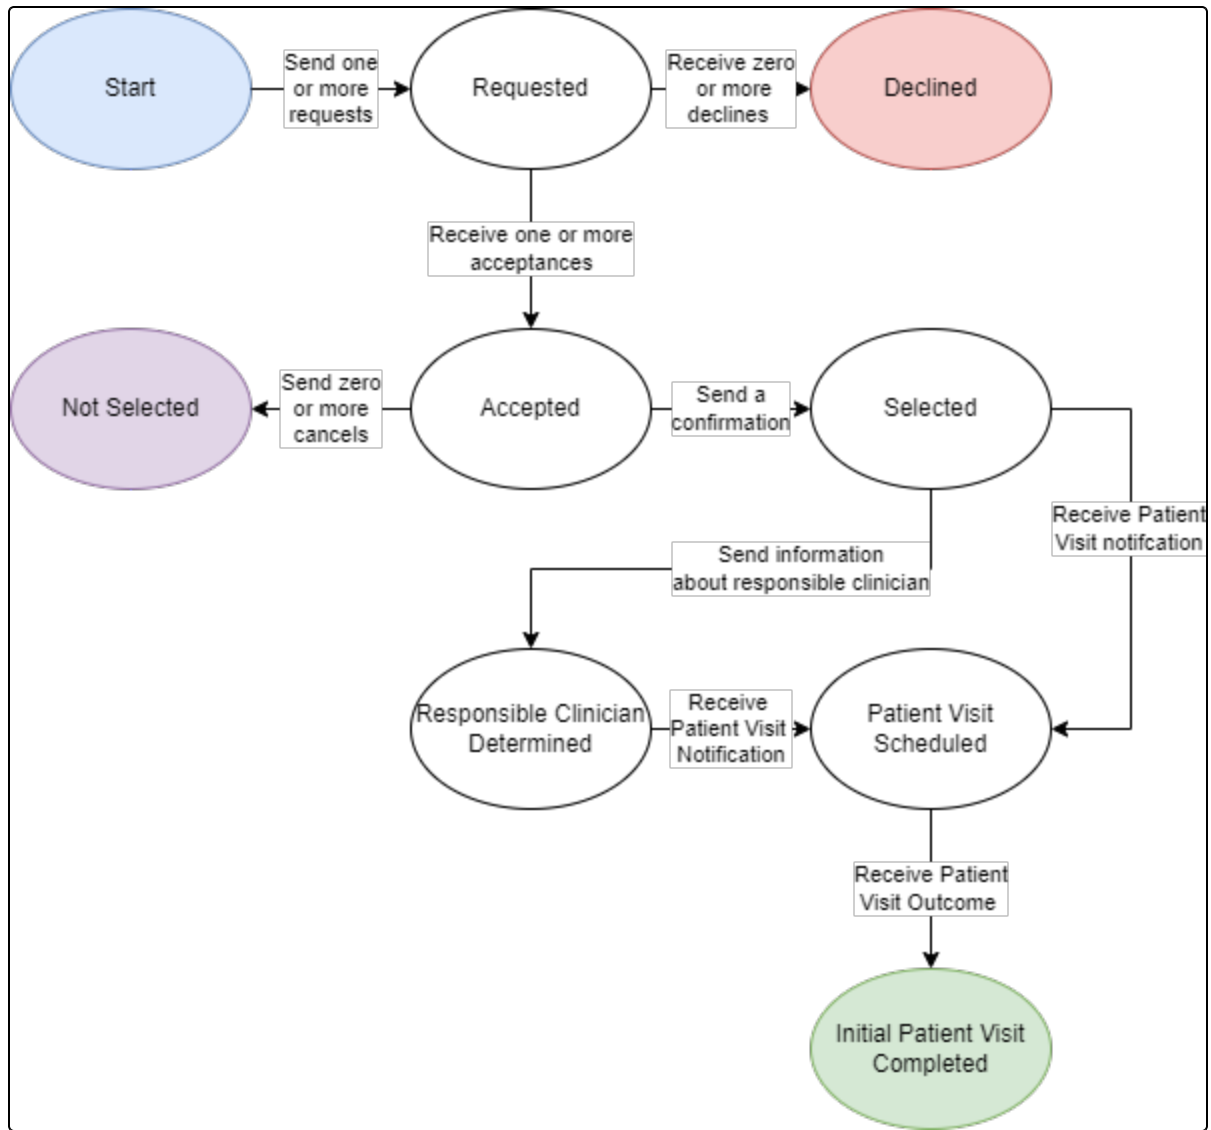 Start
Send one
or more
requests
Requested
Receive zero
or more
declines
Declined
Receive one or more
acceptances
Not Selected
Send zero
or more
cancels
Accepted
Send a
confirmation
Selected
Receive Patient
Visit notifcation
Send information
about responsible clinician
Responsible Clinician
Determined
Receive
Patient Visit
Notification
Patient Visit
Scheduled
Receive Patient
Visit Outcome
Initial Patient Visit
Completed